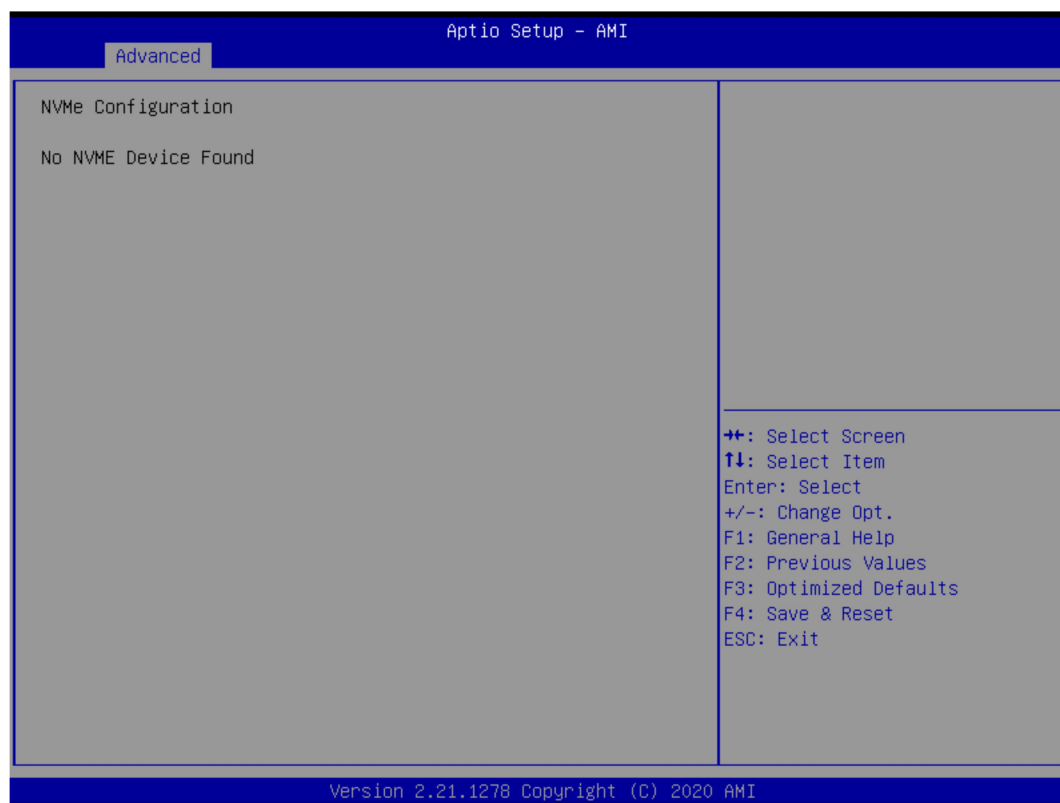 Aptio Setup – AMI
Advanced
NVMe Configuration
No NVME Device Found
→←: Select Screen
↑↓: Select Item
Enter: Select
+/-: Change Opt.
F1: General Help
F2: Previous Values
F3: Optimized Defaults
F4: Save & Reset
ESC: Exit
Version 2.21.1278 Copyright (C) 2020 AMI